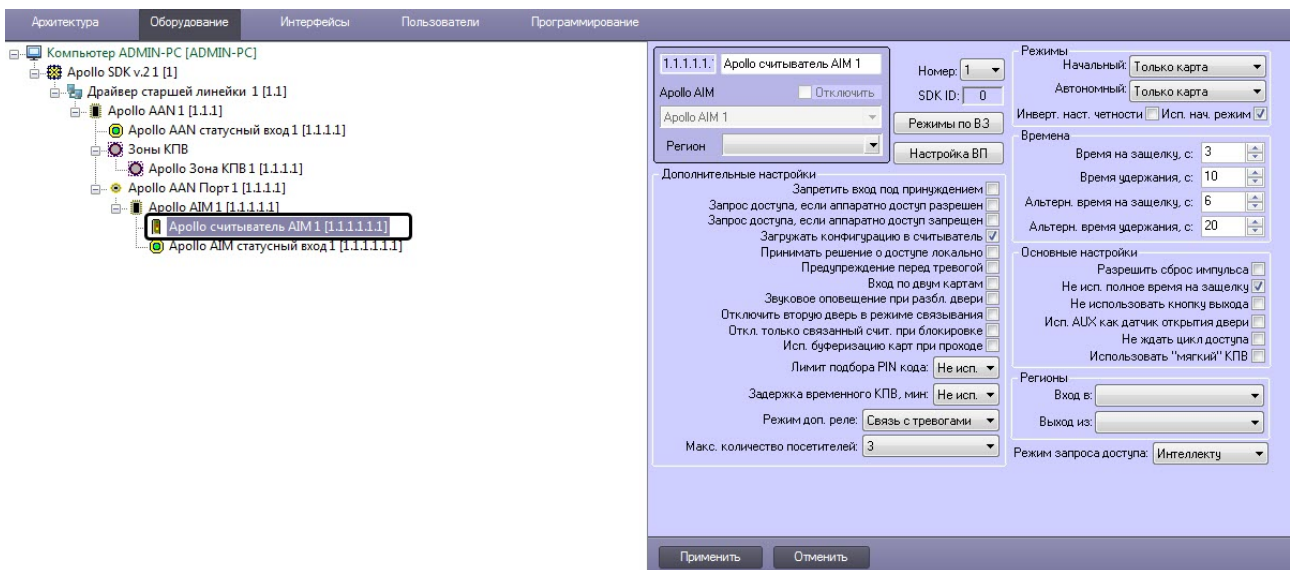 Архитектура Оборудование Интерфейсы Пользователи Программирование
Компьютер ADMIN-PC [ADMIN-PC]
Apollo SDK v.2 1 [1]
Драйвер старшей линейки 1 [1.1]
Apollo AAN 1 [1.1.1]
Apollo AAN статусный вход 1 [1.1.1.1]
Зоны КПВ
Apollo Зона КПВ 1 [1.1.1.1]
Apollo AAN Порт 1 [1.1.1.1]
Apollo AIM 1 [1.1.1.1.1]
Apollo считыватель AIM 1 [1.1.1.1.1.1]
Apollo AIM статусный вход 1 [1.1.1.1.1.1]
1.1.1.1.1. Apollo считыватель AIM 1
Номер: 1
Apollo AIM Отключить
SDK ID: 0
Apollo AIM 1
Режимы по ВЗ
Регион
Настройка ВП
Дополнительные настройки
Запретить вход под принуждением
Запрос доступа, если аппаратно доступ разрешен
Запрос доступа, если аппаратно доступ запрещен
Загружать конфигурацию в считыватель
Принимать решение о доступе локально
Предупреждение перед тревогой
Вход по двум картам
Звуковое оповещение при разбл. двери
Отключить вторую дверь в режиме связывания
Откл. только связанный счит. при блокировке
Исп. буферизацию карт при проходе
Лимит подбора PIN кода: Не исп.
Задержка временного КПВ, мин: Не исп.
Режим доп. реле: Связь с тревогами
Макс. количество посетителей: 3
Режимы
Начальный: Только карта
Автономный: Только карта
Инверт. наст. четности Исп. нач. режим
Времена
Время на защелку, с: 3
Время удержания, с: 10
Альтерн. время на защелку, с: 6
Альтерн. время удержания, с: 20
Основные настройки
Разрешить сброс импульса
Не исп. полное время на защелку
Не использовать кнопку выхода
Исп. AUX как датчик открытия двери
Не ждать цикл доступа
Использовать "мягкий" КПВ
Регионы
Вход в:
Выход из:
Режим запроса доступа: Интеллекту
Применить Отменить